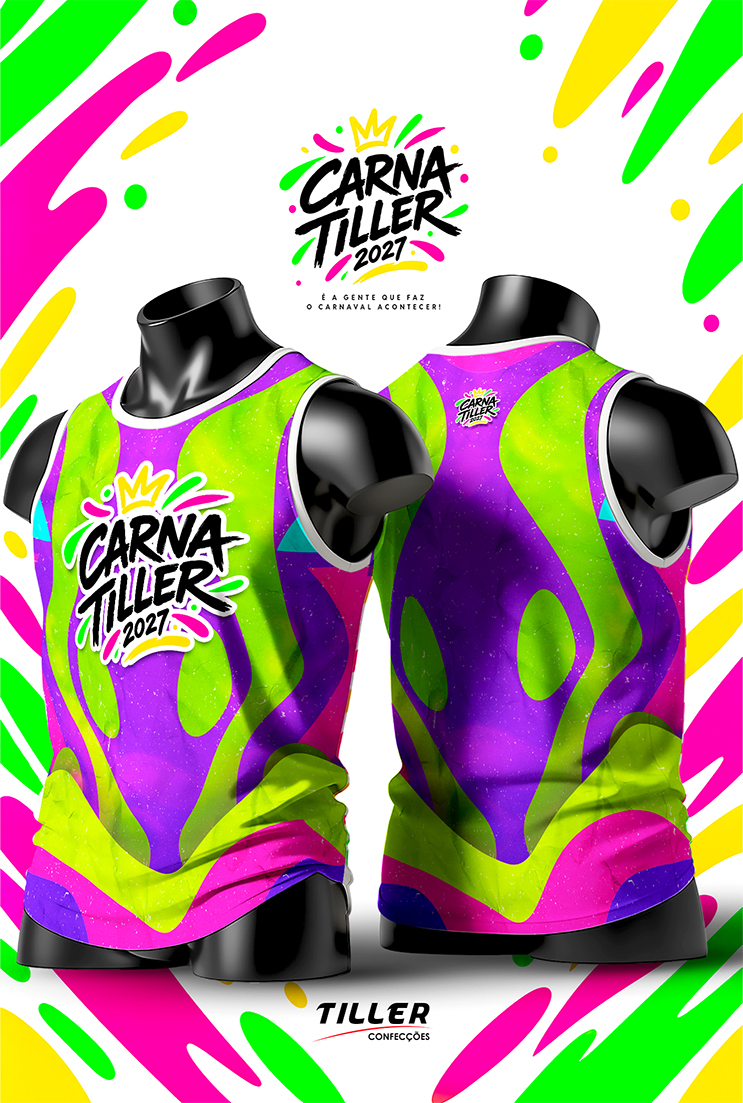 CARNA
TILLER
2027
É A GENTE QUE FAZ
O CARNAVAL ACONTECER!
CARNA
TILLER
2027
CARNA
TILLER
2027
TILLER
CONFECÇÕES